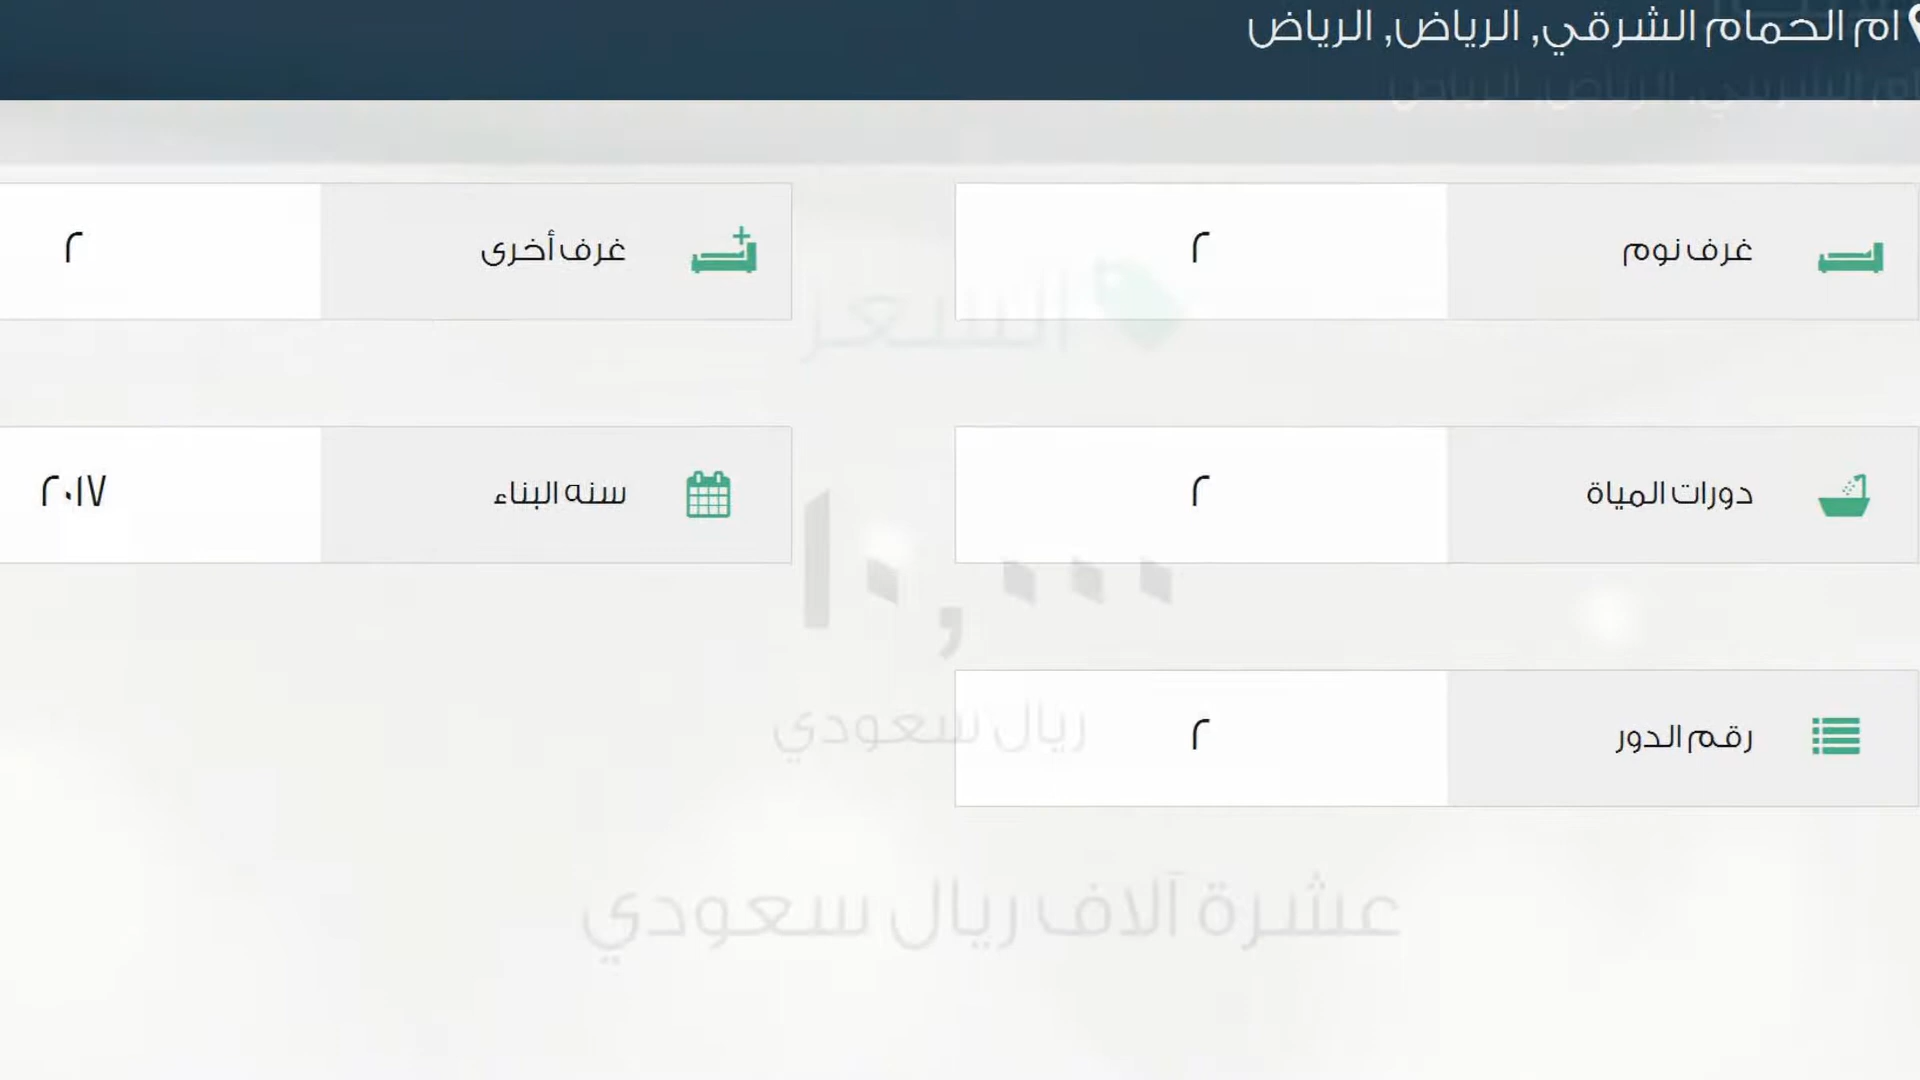 ام الحمام الشرقي, الرياض, الرياض
غرف نوم ٢
غرف أخرى ٢
السعر
دورات المياة ٢
سنه البناء ٢٠١٧
١٠,٠٠٠
رقم الدور ٢
ريال سعودي
عشرة آلاف ريال سعودي